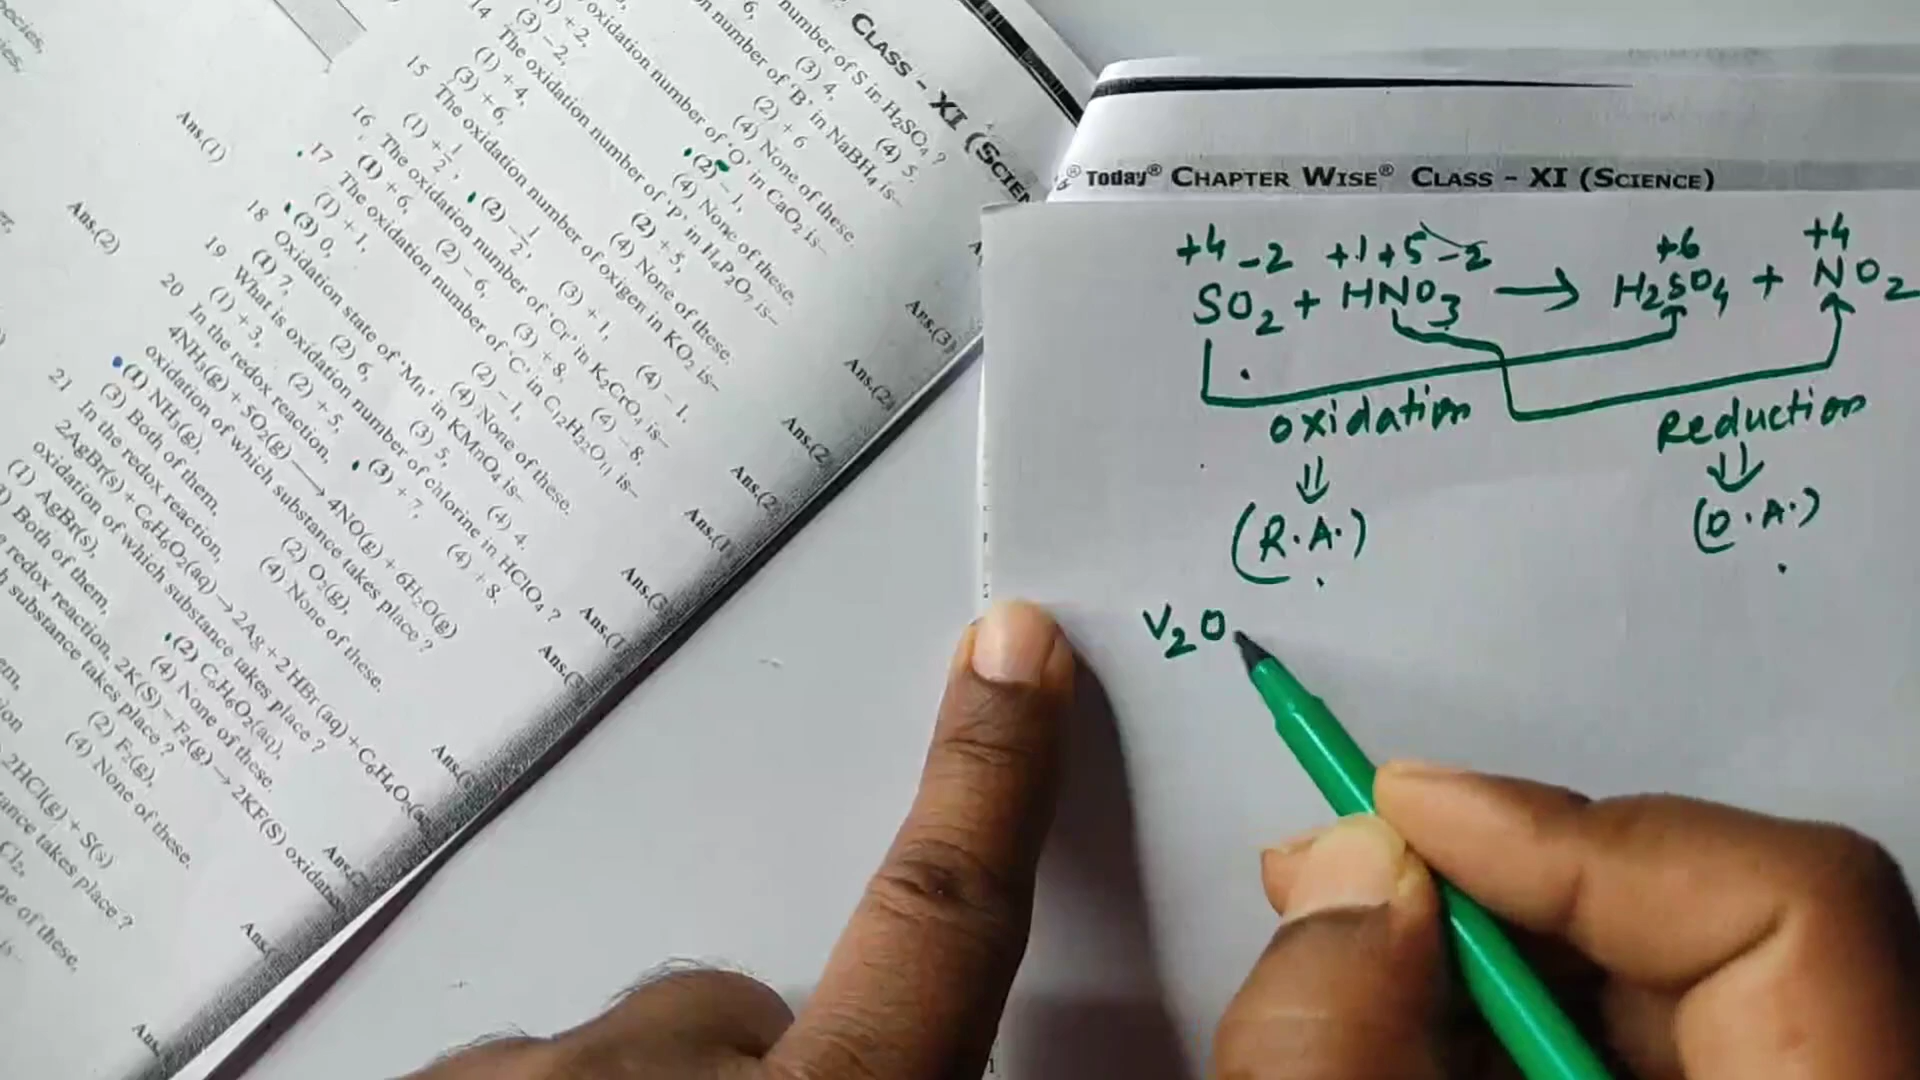 number of S in H₂SO₄ ?
(3) 4,
(4) 5.
number of 'B' in NaBH₄ is–
(2) + 6
(4) None of these.
oxidation number of 'O' in CaO₂ is–
(1) +2,
(2) –1,
(3) –2,
(4) None of these.
14 The oxidation number of 'P' in H₄P₂O₇ is–
(1) +4,
(2) +5,
(3) +6,
(4) None of these.
Ans.(3)
15 The oxidation number of oxigen in KO₂ is–
(1) +1/2,
(2) –1/2,
(3) +1,
(4) –1.
Ans.(2)
16 The oxidation number of 'Cr' in K₂CrO₄ is–
(1) +6,
(2) –6,
(3) +8,
(4) –8.
17 The oxidation number of 'C' in C₁₂H₂₂O₁₁ is–
(1) +1,
(2) –1,
(3) 0,
(4) None of these.
18 Oxidation state of 'Mn' in KMnO₄ is–
(1) 7,
(2) 6,
(3) 5,
(4) 4.
19 What is oxidation number of chlorine in HClO₄ ?
(1) +3,
(2) +5,
(3) +7,
(4) +8.
20 In the redox reaction,
4NH₃(g) + 5O₂(g) ⟶ 4NO(g) + 6H₂O(g)
oxidation of which substance takes place ?
(1) NH₃(g),
(2) O₂(g),
(3) Both of them,
(4) None of these.
21 In the redox reaction,
2AgBr(s) + C₆H₆O₂(aq) → 2Ag + 2HBr(aq) + C₆H₄O₂
oxidation of which substance takes place ?
(1) AgBr(s),
(2) C₆H₆O₂(aq),
Both of them,
(4) None of these.
redox reaction, 2K(S) – F₂(g) → 2KF(S)
substance takes place ?
(2) F₂(g),
(4) None of these.
2HCl(g) + S(s)
takes place ?
Cl₂,
of these.
Ans.(1)
Ans.(2)
CLASS – XI
Today® CHAPTER WISE® CLASS – XI (SCIENCE)
+4 -2 +1 +5 -2 +6 +4
SO₂ + HNO₃ → H₂SO₄ + NO₂
oxidation Reduction
⇓ ⇓
(R.A.) (O.A.)
V₂O